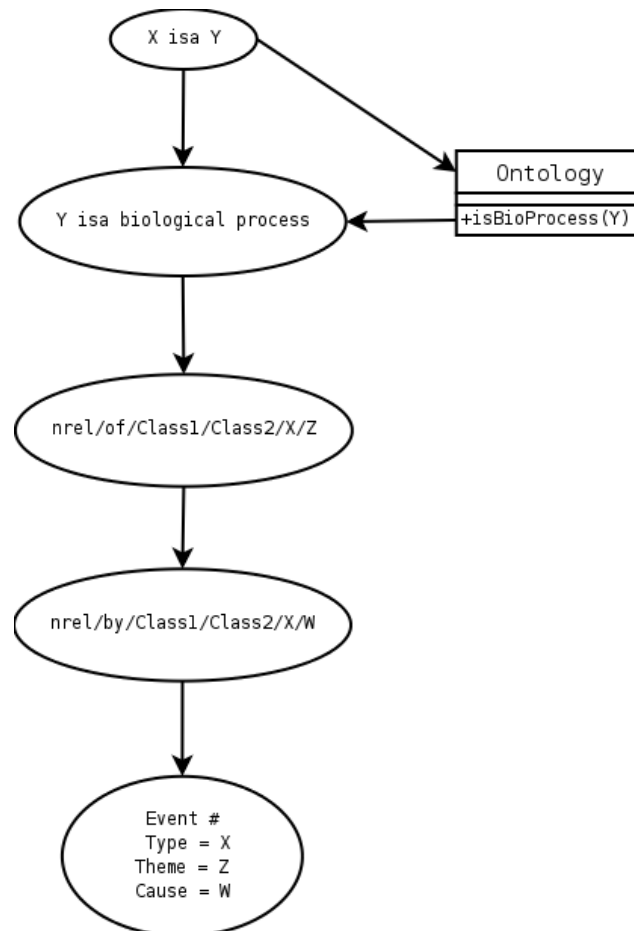 X isa Y
Ontology
+isBioProcess(Y)
Y isa biological process
nrel/of/Class1/Class2/X/Z
nrel/by/Class1/Class2/X/W
Event #
Type = X
Theme = Z
Cause = W